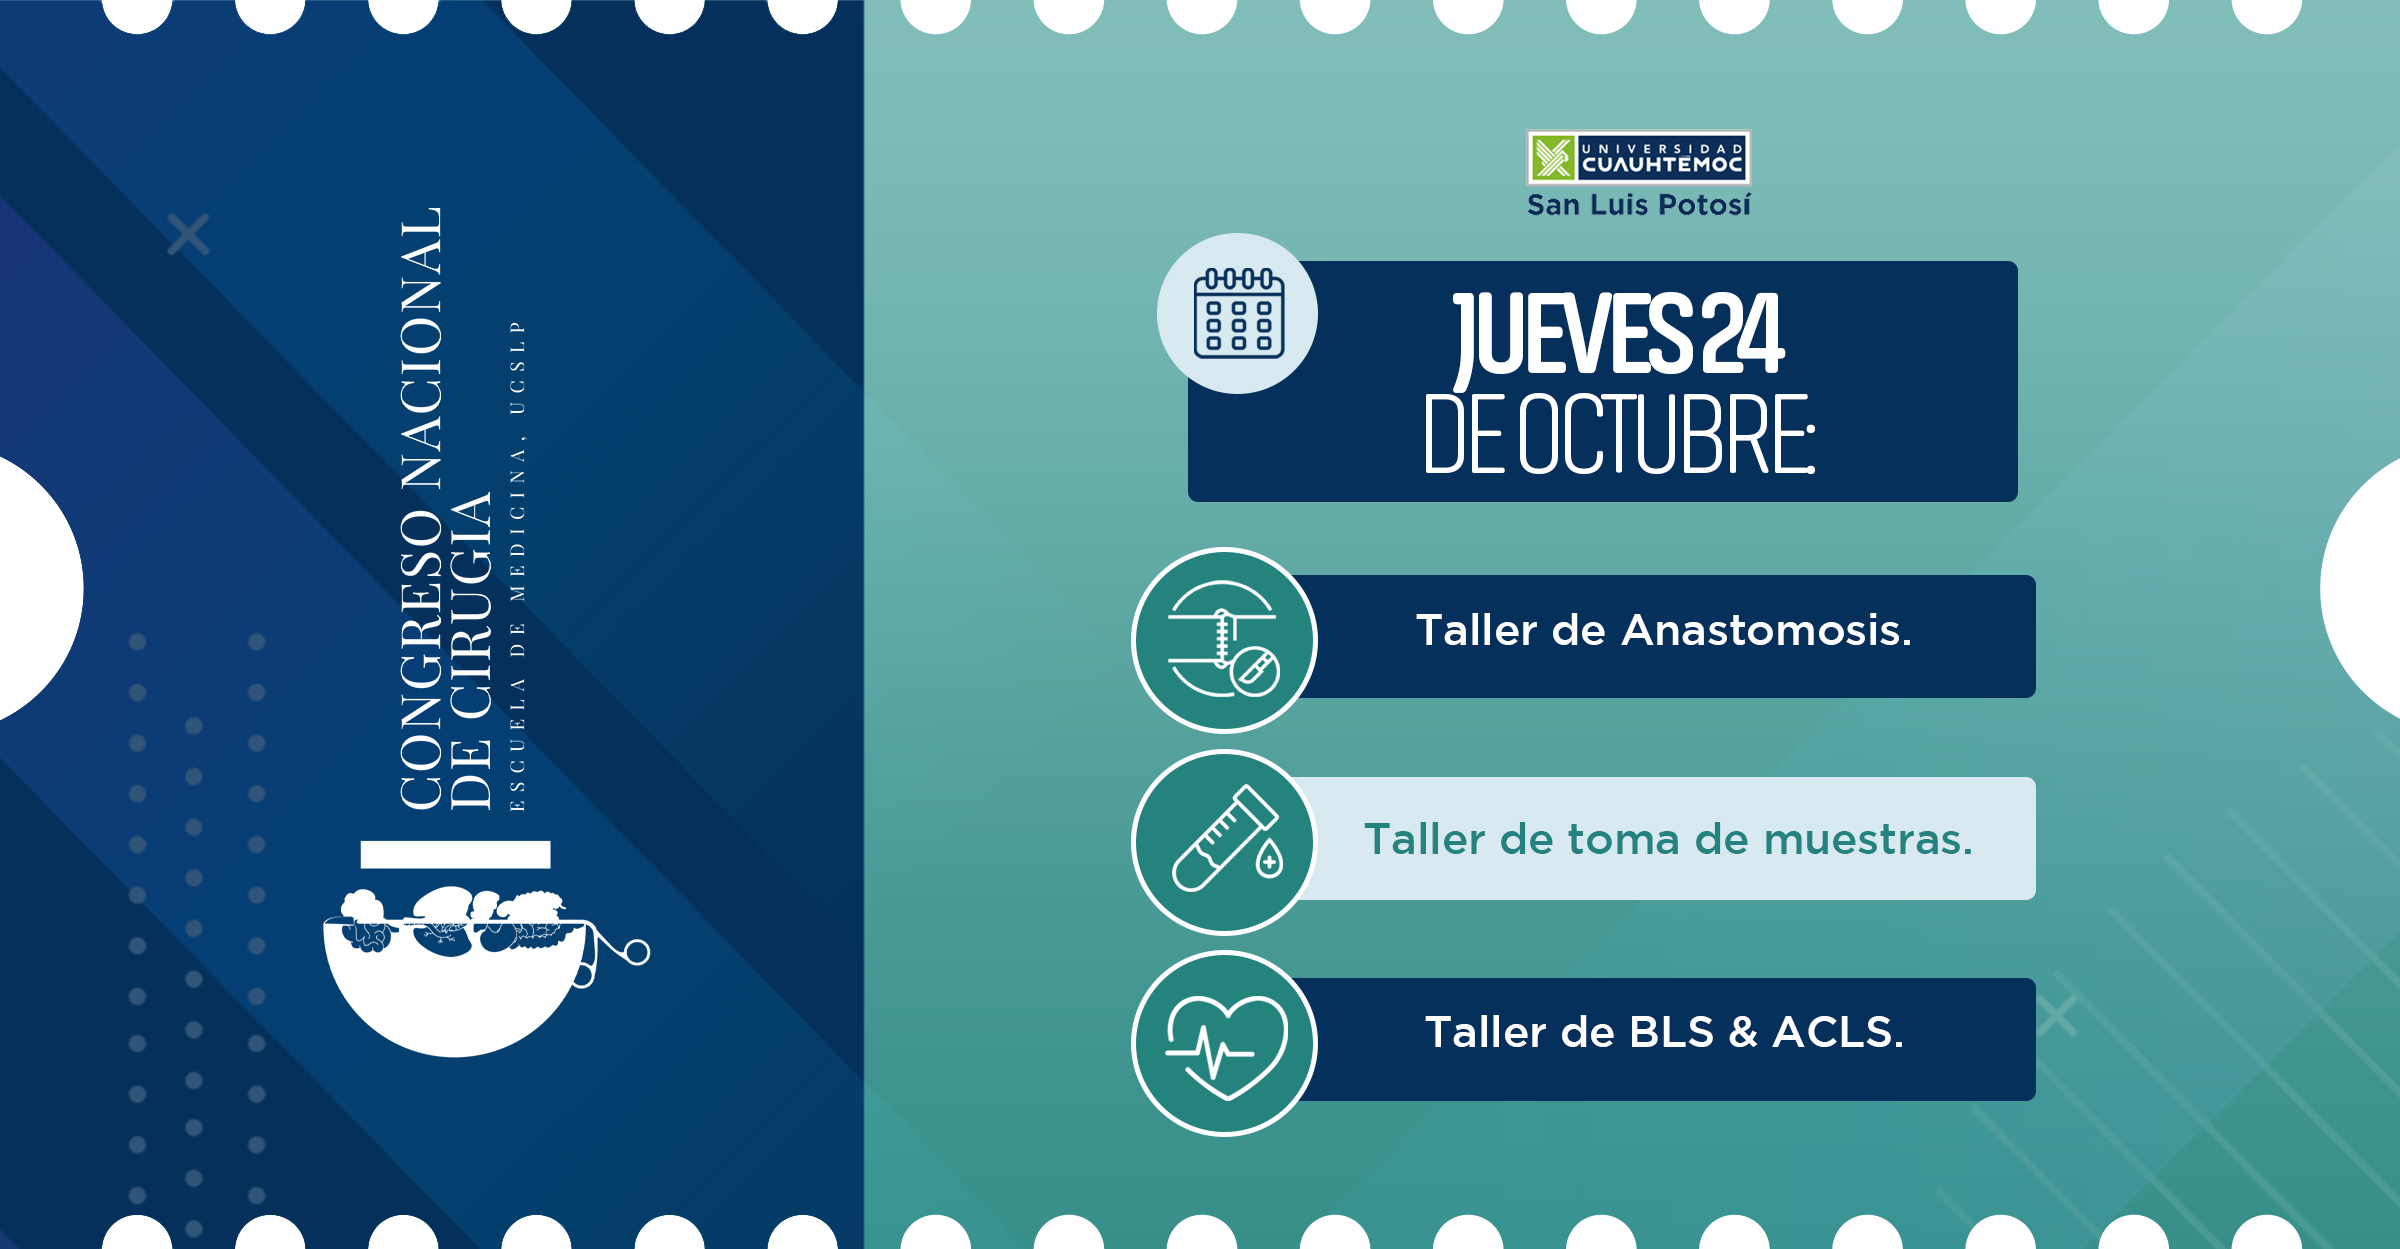 CONGRESO NACIONAL
DE CIRUGIA
ESCUELA DE MEDICINA, UCSLP
UNIVERSIDAD
CUAUHTÉMOC
San Luis Potosí
JUEVES 24
DE OCTUBRE:
Taller de Anastomosis.
Taller de toma de muestras.
Taller de BLS & ACLS.